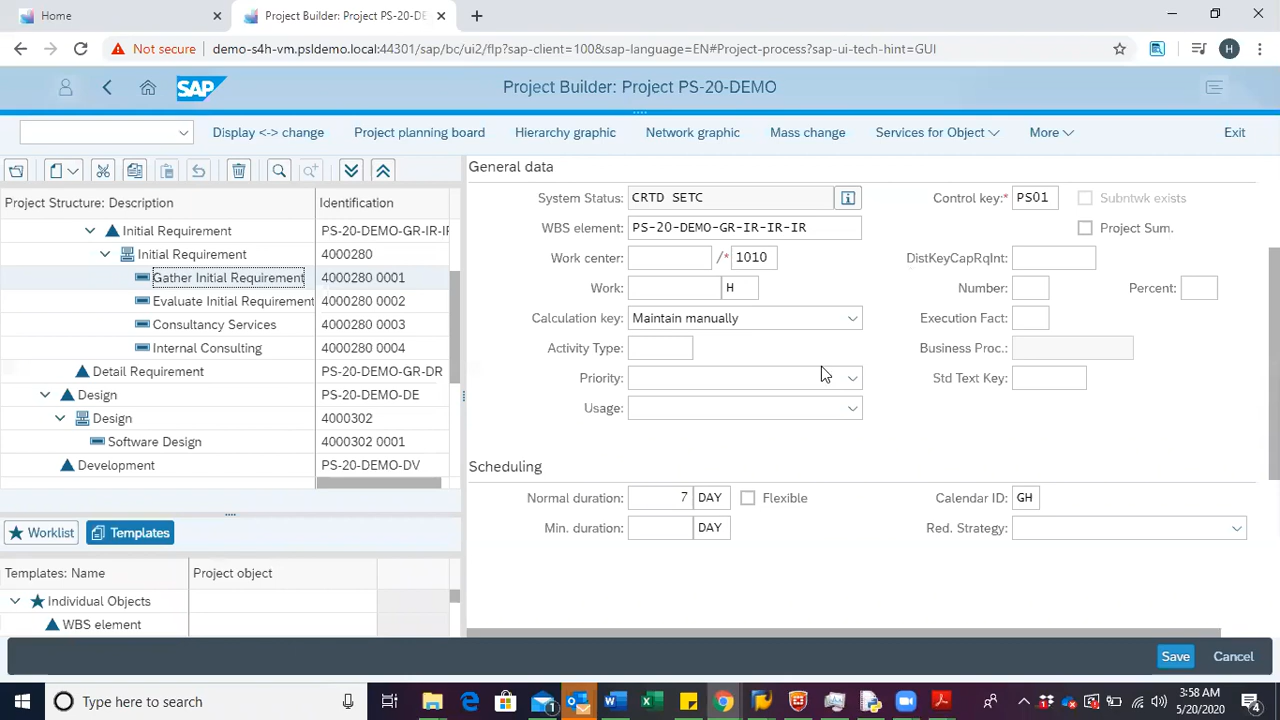 Home
Project Builder: Project PS-20-DE
Not secure
demo-s4h-vm.psldemo.local:44301/sap/bc/ui2/flp?sap-client=100&sap-language=EN#Project-process?sap-ui-tech-hint=GUI
H
SAP
Project Builder: Project PS-20-DEMO
Display <-> change
Project planning board
Hierarchy graphic
Network graphic
Mass change
Services for Object
More
Exit
Project Structure: Description
Identification
Initial Requirement
PS-20-DEMO-GR-IR-IF
Initial Requirement
4000280
Gather Initial Requirement
4000280 0001
Evaluate Initial Requirement
4000280 0002
Consultancy Services
4000280 0003
Internal Consulting
4000280 0004
Detail Requirement
PS-20-DEMO-GR-DR
Design
PS-20-DEMO-DE
Design
4000302
Software Design
4000302 0001
Development
PS-20-DEMO-DV
Worklist
Templates
Templates: Name
Project object
Individual Objects
WBS element
General data
System Status:
CRTD SETC
Control key:*
PS01
Subntwk exists
WBS element:
PS-20-DEMO-GR-IR-IR-IR
Project Sum.
Work center:
/*
1010
DistKeyCapRqInt:
Work:
H
Number:
Percent:
Calculation key:
Maintain manually
Execution Fact:
Activity Type:
Business Proc.:
Priority:
Std Text Key:
Usage:
Scheduling
Normal duration:
7
DAY
Flexible
Calendar ID:
GH
Min. duration:
DAY
Red. Strategy:
Save
Cancel
Type here to search
1
3:58 AM
5/20/2020